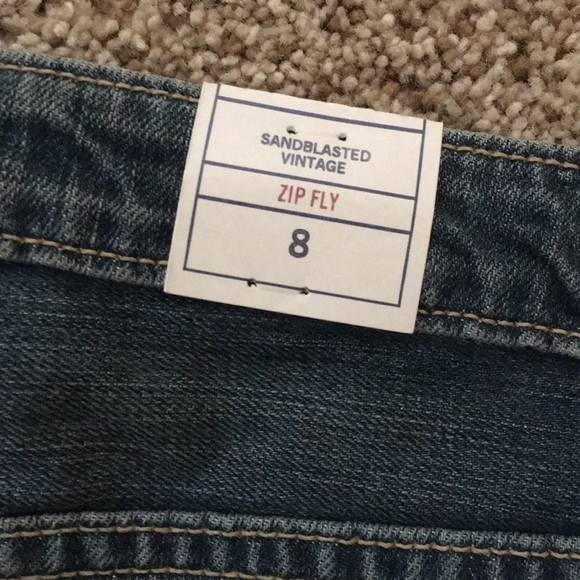 SANDBLASTED
VINTAGE
ZIP FLY
8